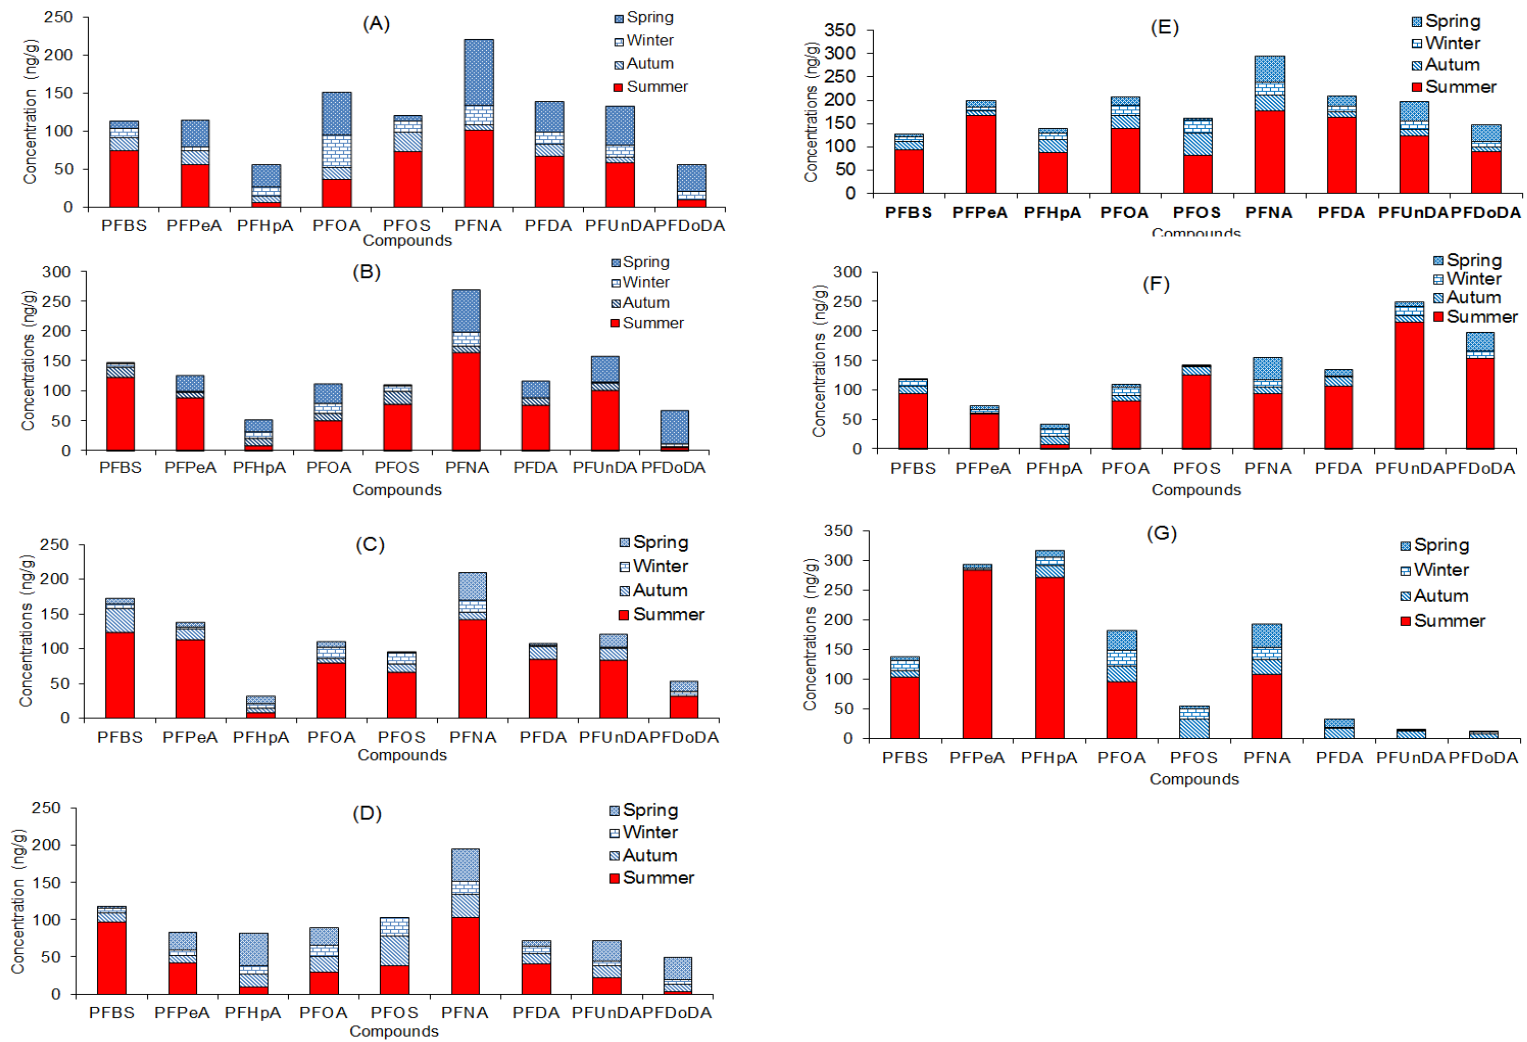 (A)
Concentration (ng/g)
250
200
150
100
50
0
Spring
Winter
Autum
Summer
PFBS PFPeA PFHpA PFOA PFOS PFNA PFDA PFUnDA PFDoDA
Compounds
(B)
Concentrations (ng/g)
300
250
200
150
100
50
0
Spring
Winter
Autum
Summer
PFBS PFPeA PFHpA PFOA PFOS PFNA PFDA PFUnDA PFDoDA
Compounds
(C)
Concentrations (ng/g)
250
200
150
100
50
0
Spring
Winter
Autum
Summer
PFBS PFPeA PFHpA PFOA PFOS PFNA PFDA PFUnDA PFDoDA
Compounds
(D)
Concentration (ng/g)
250
200
150
100
50
0
Spring
Winter
Autum
Summer
PFBS PFPeA PFHpA PFOA PFOS PFNA PFDA PFUnDA PFDoDA
Compounds
(E)
Concentrations (ng/g)
350
300
250
200
150
100
50
0
Spring
Winter
Autum
Summer
PFBS PFPeA PFHpA PFOA PFOS PFNA PFDA PFUnDA PFDoDA
Compounds
(F)
Concentrations (ng/g)
300
250
200
150
100
50
0
Spring
Winter
Autum
Summer
PFBS PFPeA PFHpA PFOA PFOS PFNA PFDA PFUnDA PFDoDA
Compounds
(G)
Concentrations (ng/g)
350
300
250
200
150
100
50
0
Spring
Winter
Autum
Summer
PFBS PFPeA PFHpA PFOA PFOS PFNA PFDA PFUnDA PFDoDA
Compounds